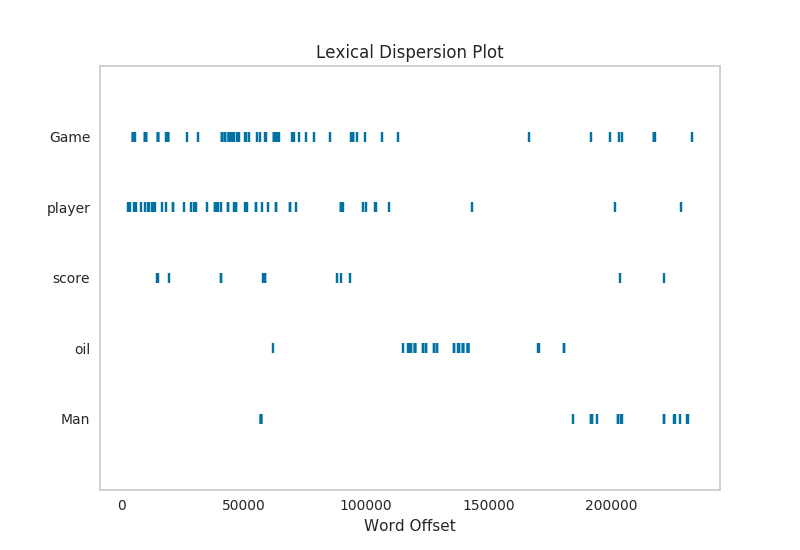 Lexical Dispersion Plot
Game
player
score
oil
Man
0 50000 100000 150000 200000
Word Offset